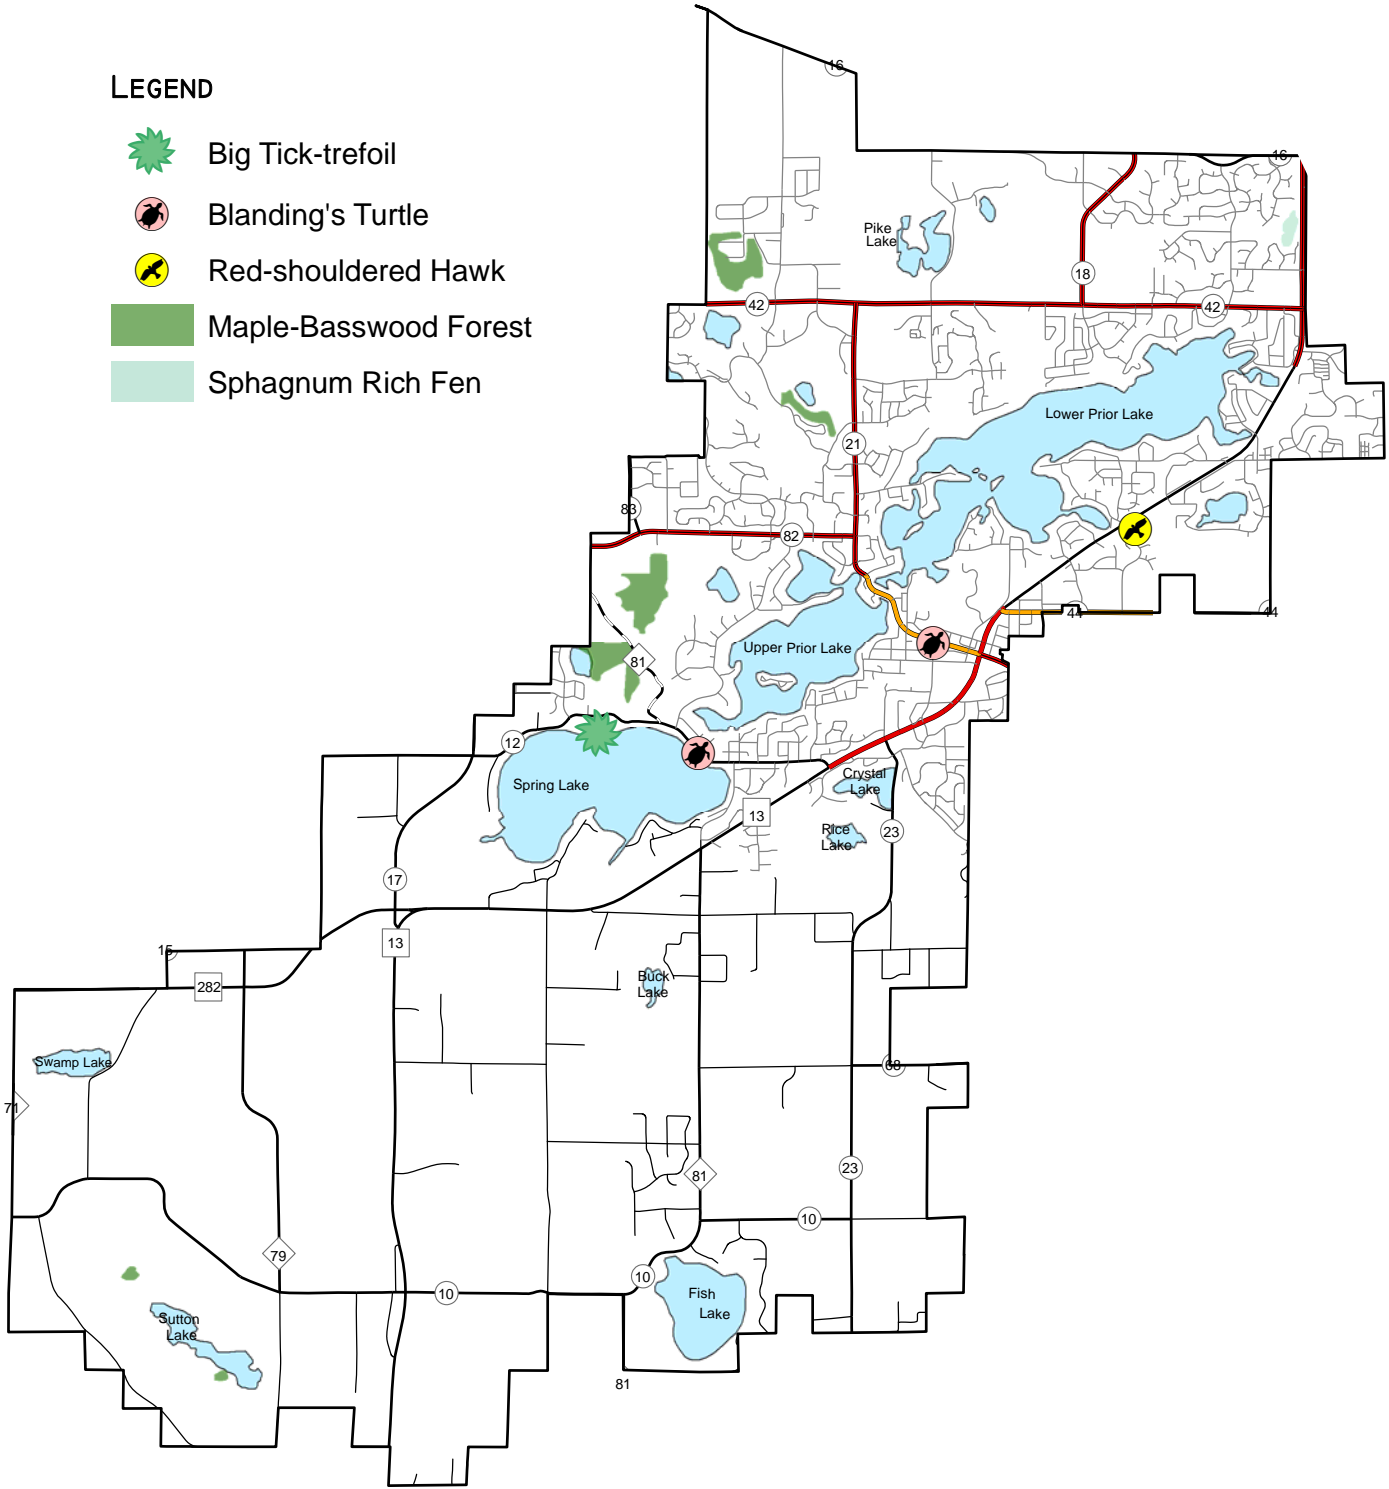 16
LEGEND
Big Tick-trefoil
16
Blanding's Turtle
Pike
Lake
Red-shouldered Hawk
18
42
42
Maple-Basswood Forest
Sphagnum Rich Fen
Lower Prior Lake
21
83
82
44
44
Upper Prior Lake
81
12
Spring Lake
Crystal
Lake
13
Rice
Lake
23
17
13
15
282
Buck
Lake
Swamp Lake
68
71
23
81
10
79
10
10
Fish
Lake
Sutton
Lake
81